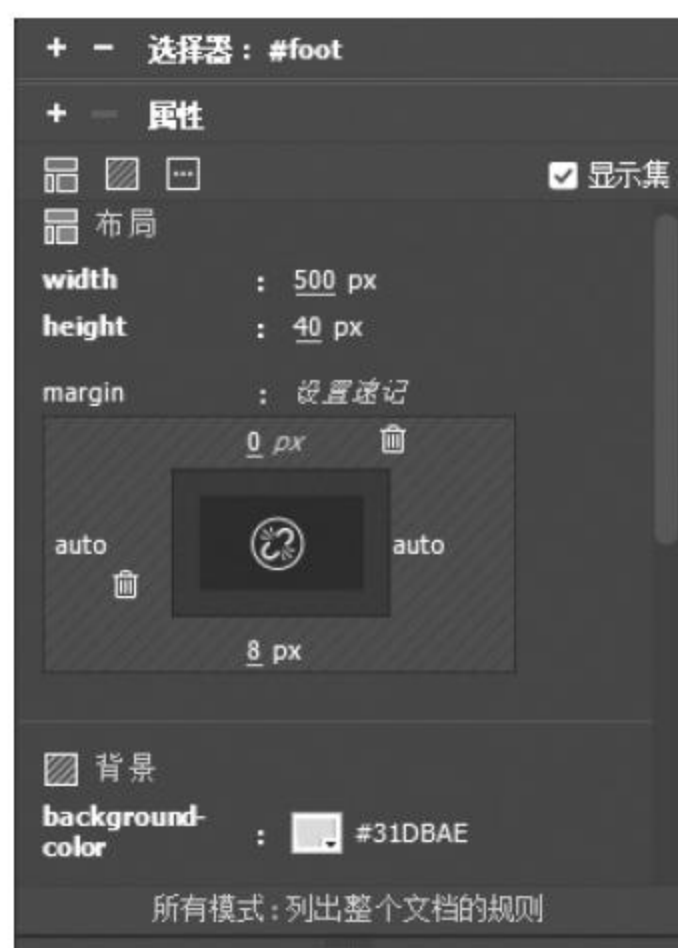 + − 选择器 : #foot
+ − 属性
显示集
布局
width : 500 px
height : 40 px
margin : 设置速记
0 px
auto auto
8 px
背景
background-
color : #31DBAE
所有模式 : 列出整个文档的规则